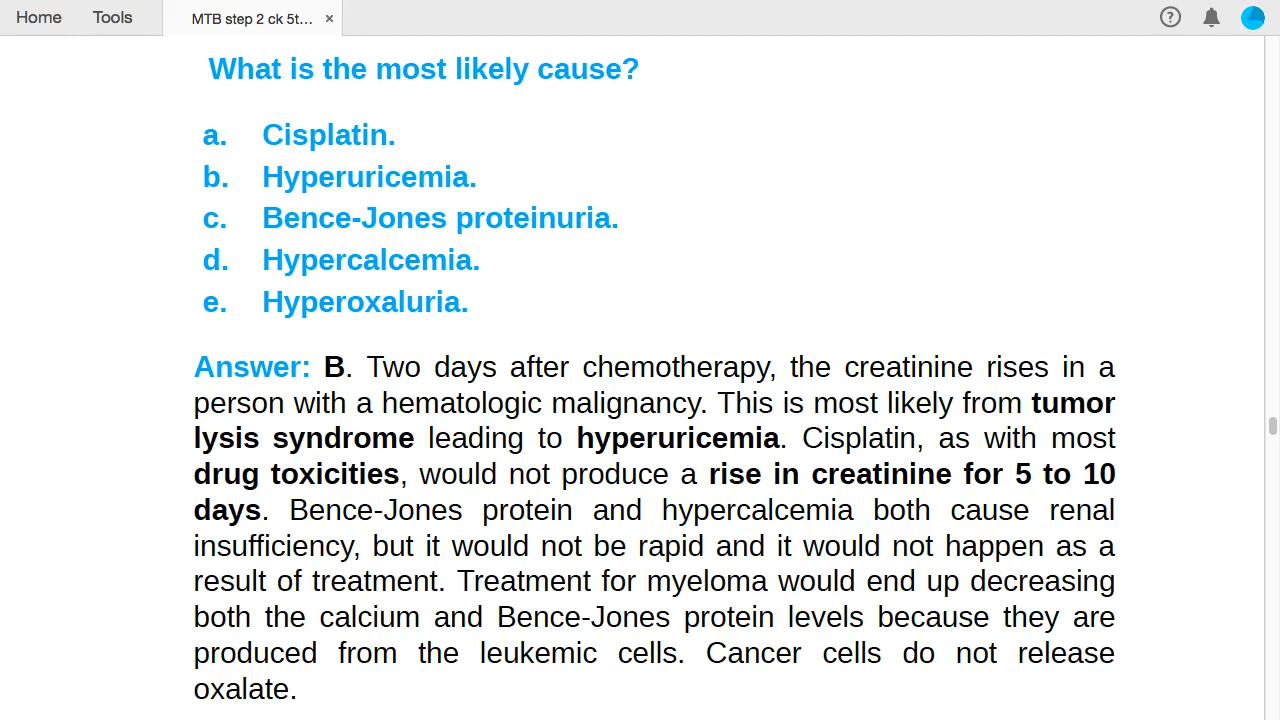 Home Tools MTB step 2 ck 5t... ×
What is the most likely cause?
a. Cisplatin.
b. Hyperuricemia.
c. Bence-Jones proteinuria.
d. Hypercalcemia.
e. Hyperoxaluria.
Answer: B. Two days after chemotherapy, the creatinine rises in a
person with a hematologic malignancy. This is most likely from tumor
lysis syndrome leading to hyperuricemia. Cisplatin, as with most
drug toxicities, would not produce a rise in creatinine for 5 to 10
days. Bence-Jones protein and hypercalcemia both cause renal
insufficiency, but it would not be rapid and it would not happen as a
result of treatment. Treatment for myeloma would end up decreasing
both the calcium and Bence-Jones protein levels because they are
produced from the leukemic cells. Cancer cells do not release
oxalate.